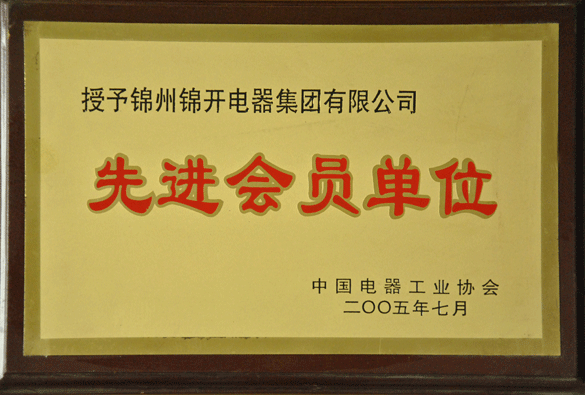 授予锦州锦开电器集团有限公司
先进会员单位
中国电器工业协会
二〇〇五年七月